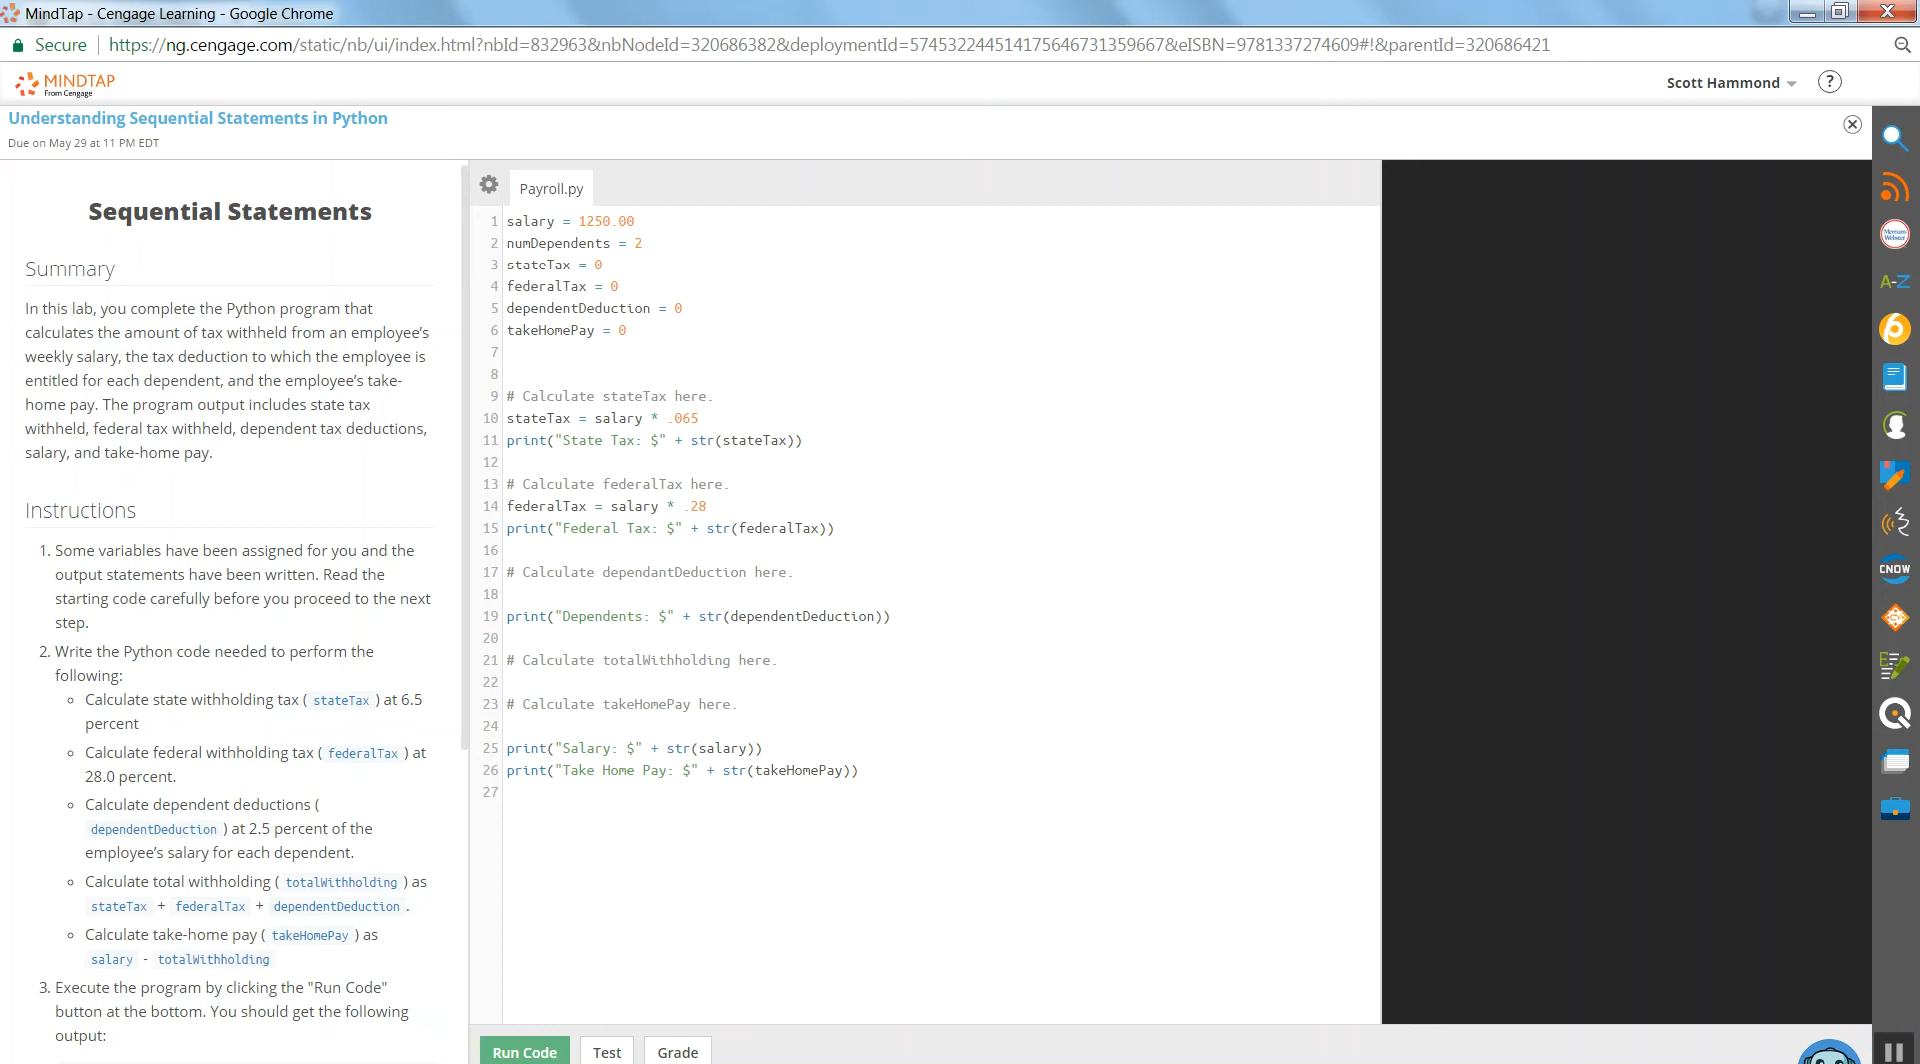 MindTap - Cengage Learning - Google Chrome
Secure https://ng.cengage.com/static/nb/ui/index.html?nbId=832963&nbNodeId=320686382&deploymentId=5745322445141756467313596​67&eISBN=9781337274609#!&parentId=320686421
MINDTAP
From Cengage
Scott Hammond
?
Understanding Sequential Statements in Python
Due on May 29 at 11 PM EDT
Sequential Statements
Summary
In this lab, you complete the Python program that
calculates the amount of tax withheld from an employee’s
weekly salary, the tax deduction to which the employee is
entitled for each dependent, and the employee’s take-
home pay. The program output includes state tax
withheld, federal tax withheld, dependent tax deductions,
salary, and take-home pay.
Instructions
1. Some variables have been assigned for you and the
output statements have been written. Read the
starting code carefully before you proceed to the next
step.
2. Write the Python code needed to perform the
following:
Calculate state withholding tax ( stateTax ) at 6.5
percent
Calculate federal withholding tax ( federalTax ) at
28.0 percent.
Calculate dependent deductions (
dependentDeduction ) at 2.5 percent of the
employee’s salary for each dependent.
Calculate total withholding ( totalWithholding ) as
stateTax + federalTax + dependentDeduction .
Calculate take-home pay ( takeHomePay ) as
salary - totalWithholding
3. Execute the program by clicking the "Run Code"
button at the bottom. You should get the following
output:
Payroll.py
1 salary = 1250.00
2 numDependents = 2
3 stateTax = 0
4 federalTax = 0
5 dependentDeduction = 0
6 takeHomePay = 0
7
8
9 # Calculate stateTax here.
10 stateTax = salary * .065
11 print("State Tax: $" + str(stateTax))
12
13 # Calculate federalTax here.
14 federalTax = salary * .28
15 print("Federal Tax: $" + str(federalTax))
16
17 # Calculate dependantDeduction here.
18
19 print("Dependents: $" + str(dependentDeduction))
20
21 # Calculate totalWithholding here.
22
23 # Calculate takeHomePay here.
24
25 print("Salary: $" + str(salary))
26 print("Take Home Pay: $" + str(takeHomePay))
27
Run Code Test Grade
Merriam-
Webster
A-Z
CNOW